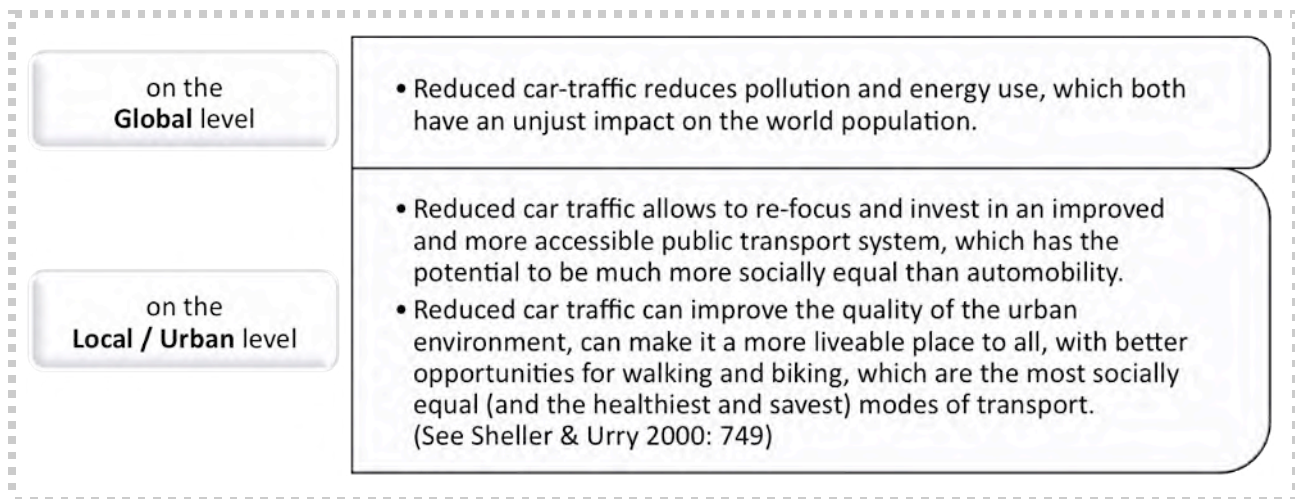 on the
Global level
• Reduced car-traffic reduces pollution and energy use, which both
have an unjust impact on the world population.
on the
Local / Urban level
• Reduced car traffic allows to re-focus and invest in an improved
and more accessible public transport system, which has the
potential to be much more socially equal than automobility.
• Reduced car traffic can improve the quality of the urban
environment, can make it a more liveable place to all, with better
opportunities for walking and biking, which are the most socially
equal (and the healthiest and savest) modes of transport.
(See Sheller & Urry 2000: 749)